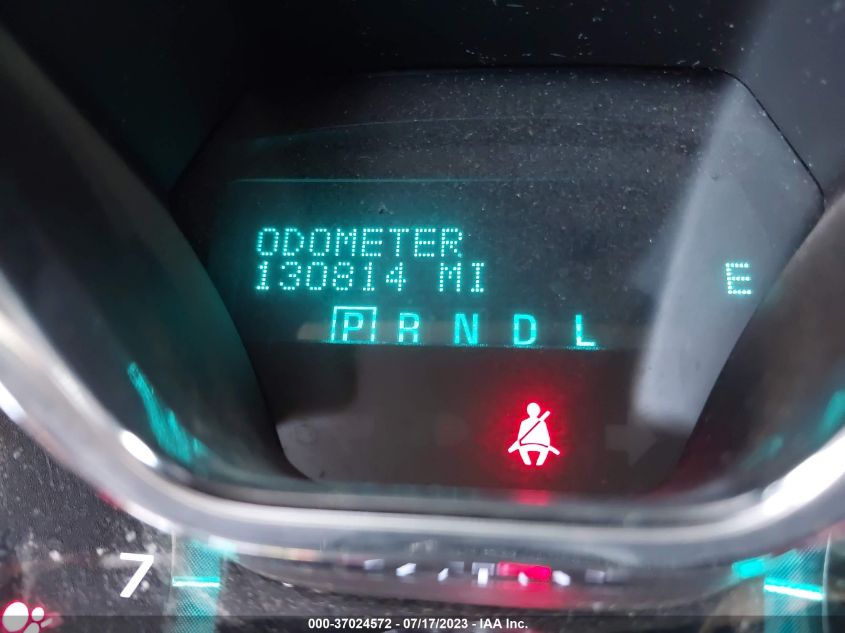 ODOMETER
130814 MI E
P R N D L
7
000-37024572 - 07/17/2023 - IAA Inc.